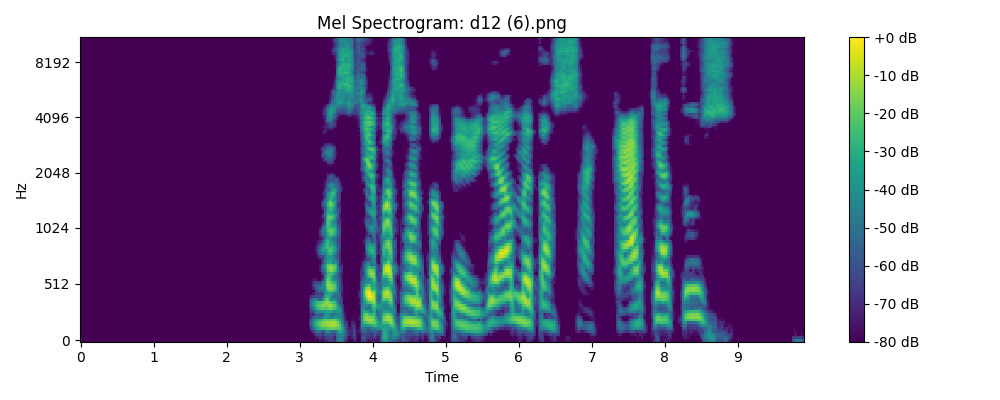 Mel Spectrogram: d12 (6).png
8192
4096
2048
1024
512
0
Hz
0 1 2 3 4 5 6 7 8 9
Time
+0 dB
-10 dB
-20 dB
-30 dB
-40 dB
-50 dB
-60 dB
-70 dB
-80 dB